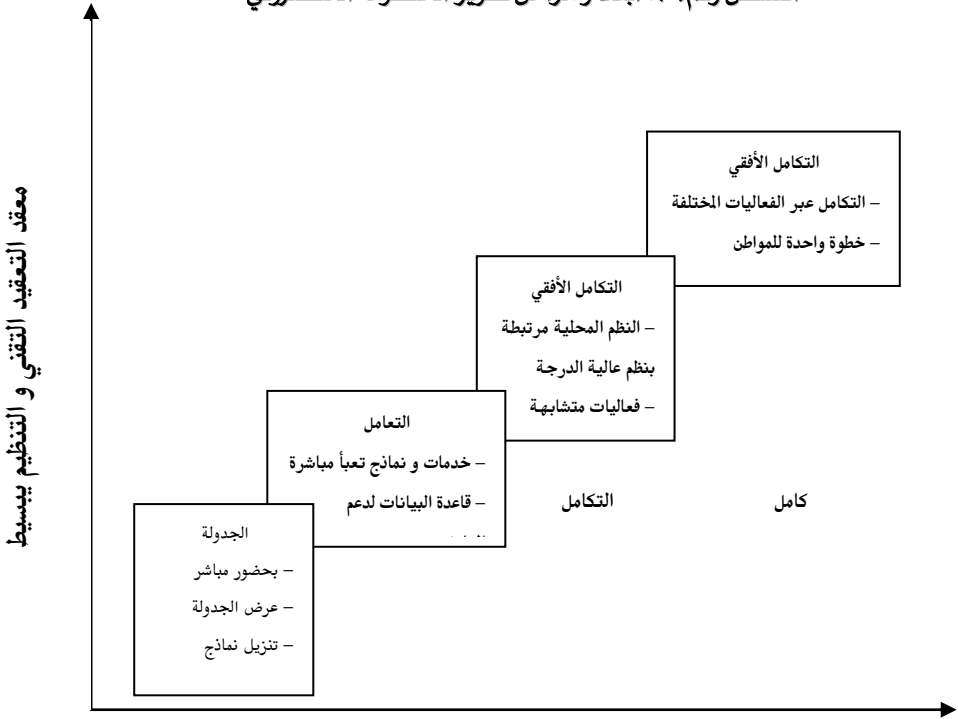 معقد التعقيد التقني و التنظيم ببسيط
التكامل الأفقي
– التكامل عبر الفعاليات المختلفة
– خطوة واحدة للمواطن
التكامل الأفقي
– النظم المحلية مرتبطة
بنظم عالية الدرجة
– فعاليات متشابهة
التعامل
– خدمات و نماذج تعبأ مباشرة
– قاعدة البيانات لدعم
كامل
التكامل
الجدولة
– بحضور مباشر
– عرض الجدولة
– تنزيل نماذج